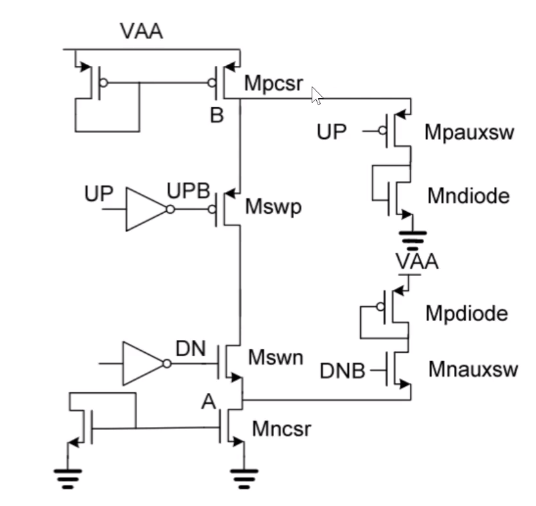 VAA
Mpcsr
B
UP
Mpauxsw
UP
UPB
Mswp
Mndiode
VAA
Mpdiode
DN
Mswn
DNB
Mnauxsw
A
Mncsr